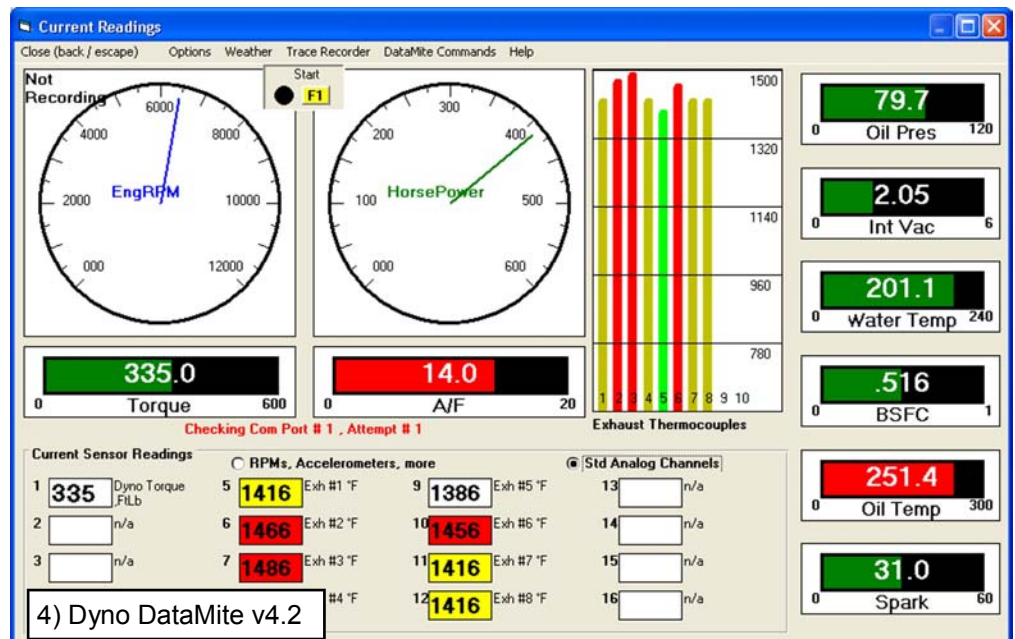 Current Readings
Close (back / escape) Options Weather Trace Recorder DataMite Commands Help
Not
Recording
Start
F1
6000
4000
8000
EngRPM
2000
10000
000
12000
300
200
400
HorsePower
100
500
000
600
1500
1320
1140
960
780
1 2 3 4 5 6 7 8 9 10
Exhaust Thermocouples
79.7
0 Oil Pres 120
2.05
0 Int Vac 6
201.1
0 Water Temp 240
.516
0 BSFC 1
251.4
0 Oil Temp 300
31.0
0 Spark 60
335.0
0 Torque 600
14.0
0 A/F 20
Checking Com Port # 1 , Attempt # 1
Current Sensor Readings
RPMs, Accelerometers, more
Std Analog Channels
1 335 Dyno Torque ,FtLb
2 n/a
3 n/a
5 1416 Exh #1 °F
6 1466 Exh #2 °F
7 1486 Exh #3 °F
#4 °F
9 1386 Exh #5 °F
10 1456 Exh #6 °F
11 1416 Exh #7 °F
12 1416 Exh #8 °F
13 n/a
14 n/a
15 n/a
16 n/a
4) Dyno DataMite v4.2